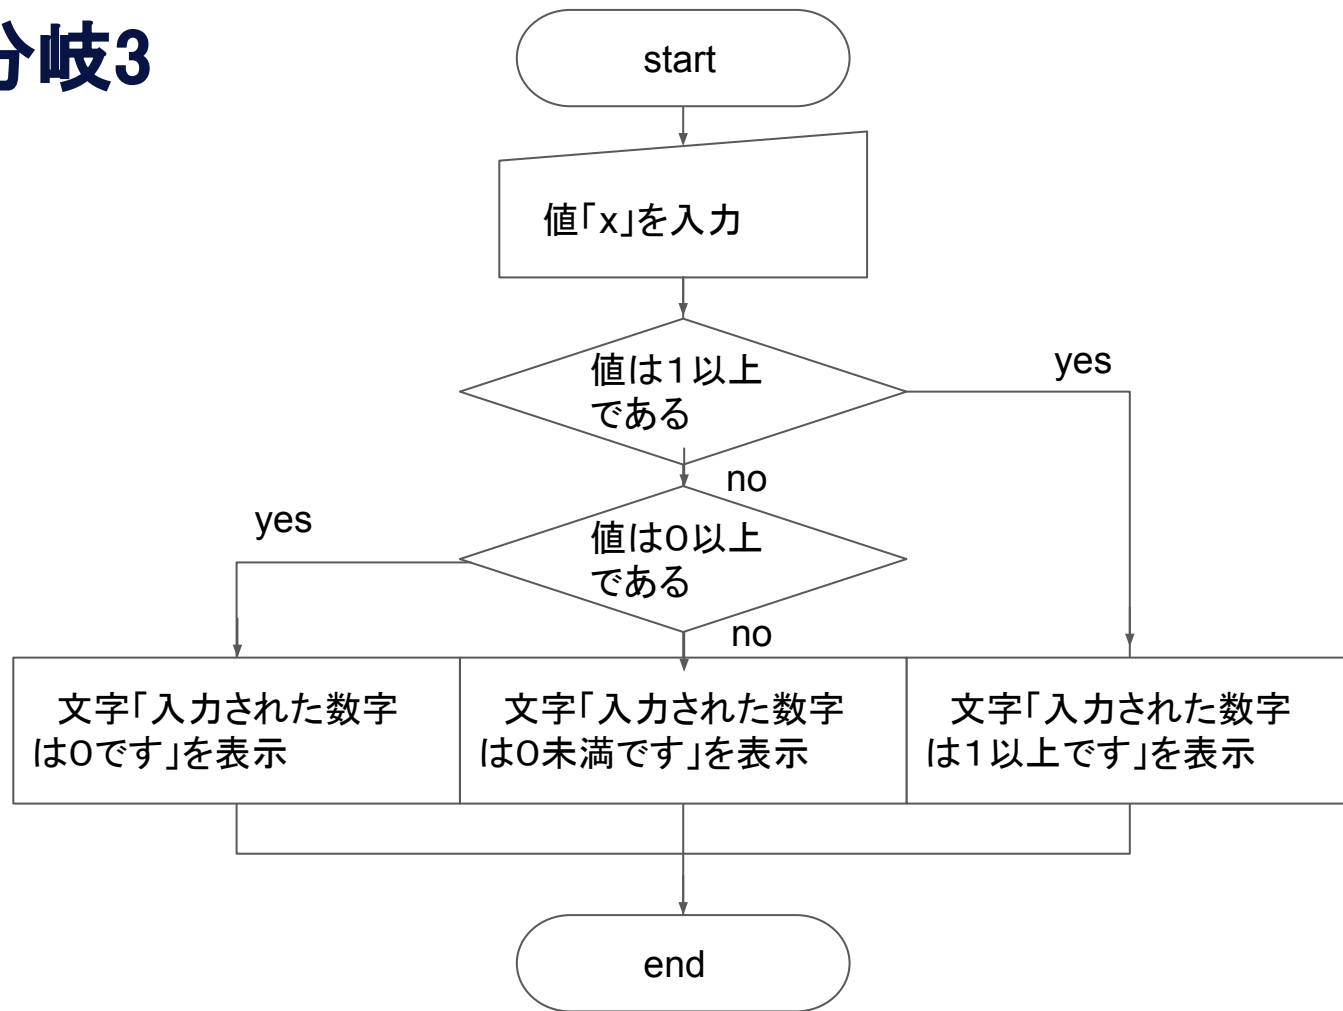 分岐3
start
値「x」を入力
値は1以上
である
yes
no
値は0以上
である
yes
no
文字「入力された数字
は0です」を表示
文字「入力された数字
は0未満です」を表示
文字「入力された数字
は1以上です」を表示
end